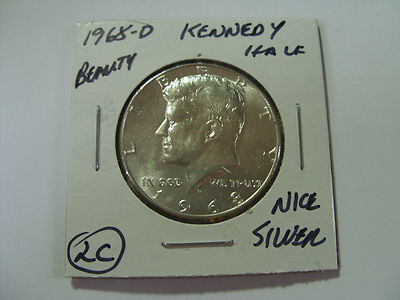 1968-D KENNEDY
BEAUTY HALF
LIBERTY
IN GOD WE TRUST
D
1968
NICE
2C SILVER